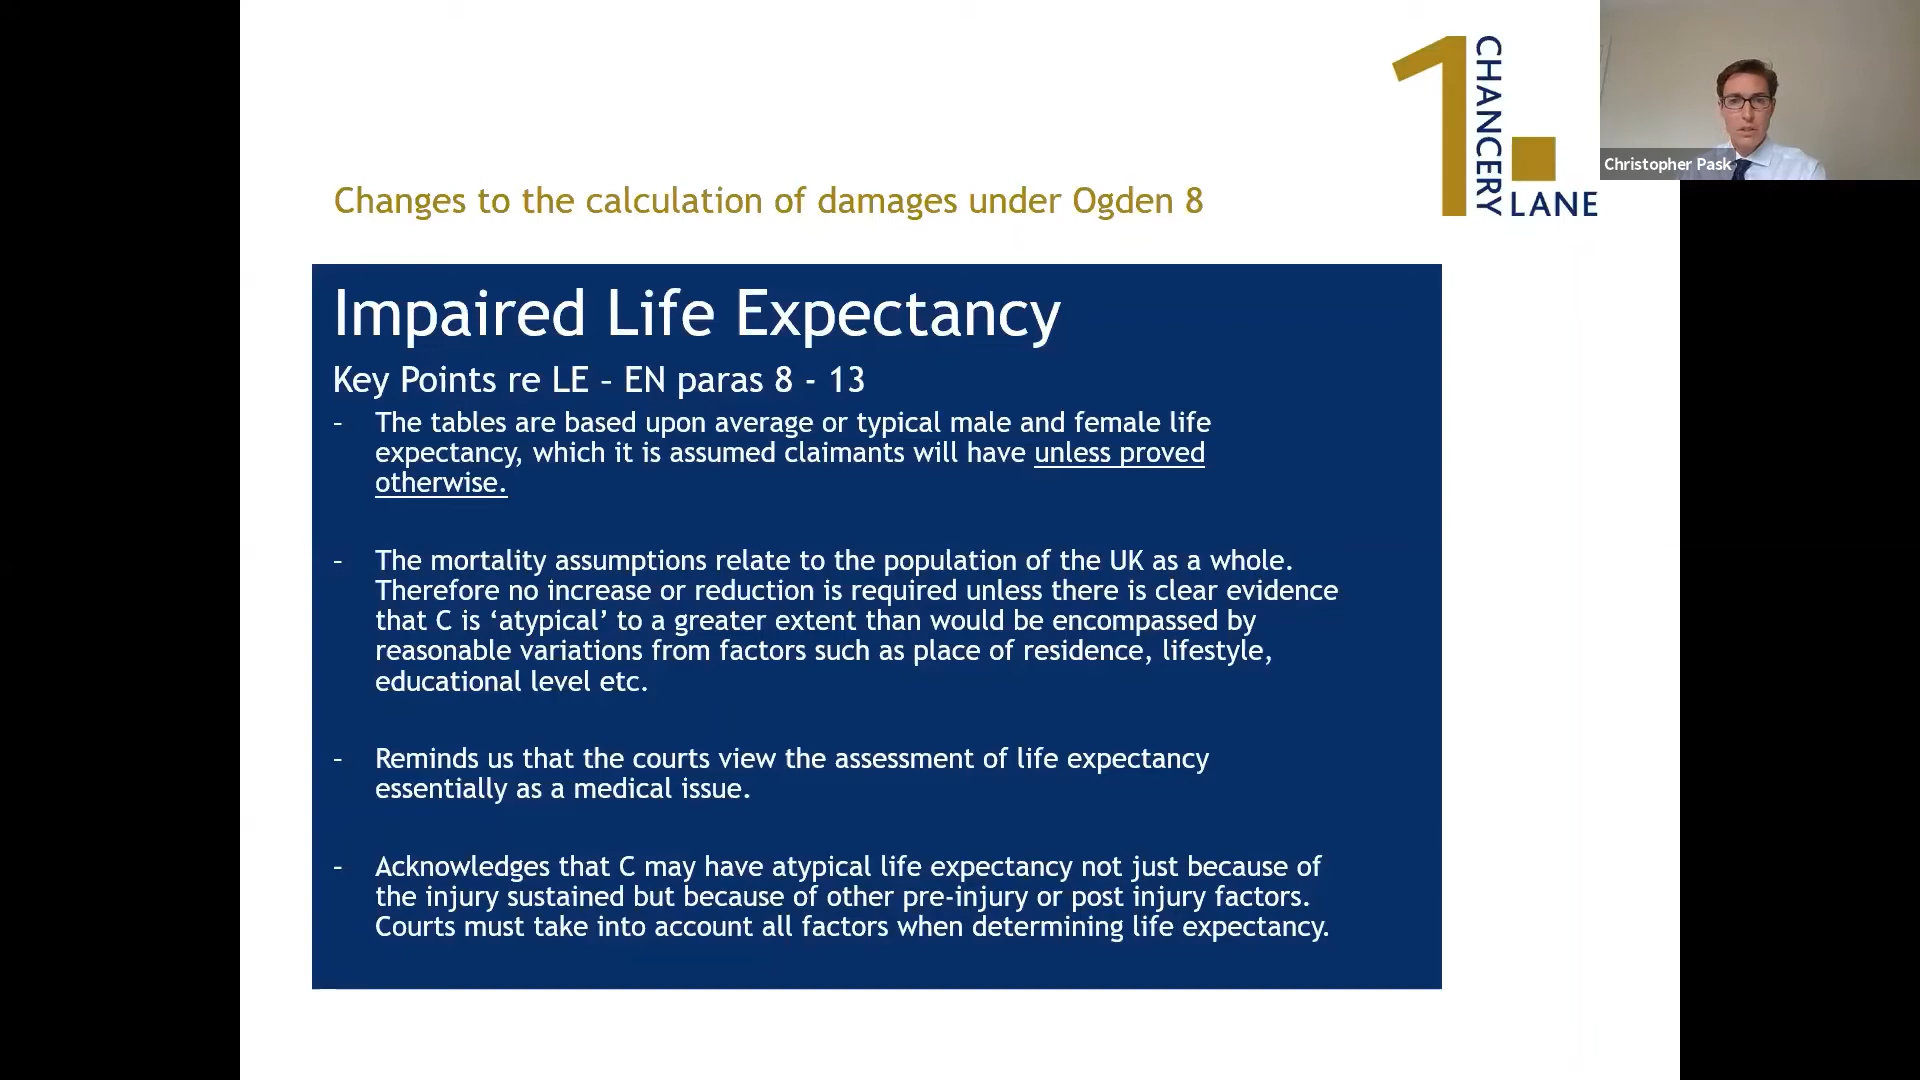 1 CHANCERY LANE
Christopher Pask
Changes to the calculation of damages under Ogden 8
Impaired Life Expectancy
Key Points re LE – EN paras 8 - 13
- The tables are based upon average or typical male and female life
expectancy, which it is assumed claimants will have unless proved
otherwise.
- The mortality assumptions relate to the population of the UK as a whole.
Therefore no increase or reduction is required unless there is clear evidence
that C is ‘atypical’ to a greater extent than would be encompassed by
reasonable variations from factors such as place of residence, lifestyle,
educational level etc.
- Reminds us that the courts view the assessment of life expectancy
essentially as a medical issue.
- Acknowledges that C may have atypical life expectancy not just because of
the injury sustained but because of other pre-injury or post injury factors.
Courts must take into account all factors when determining life expectancy.